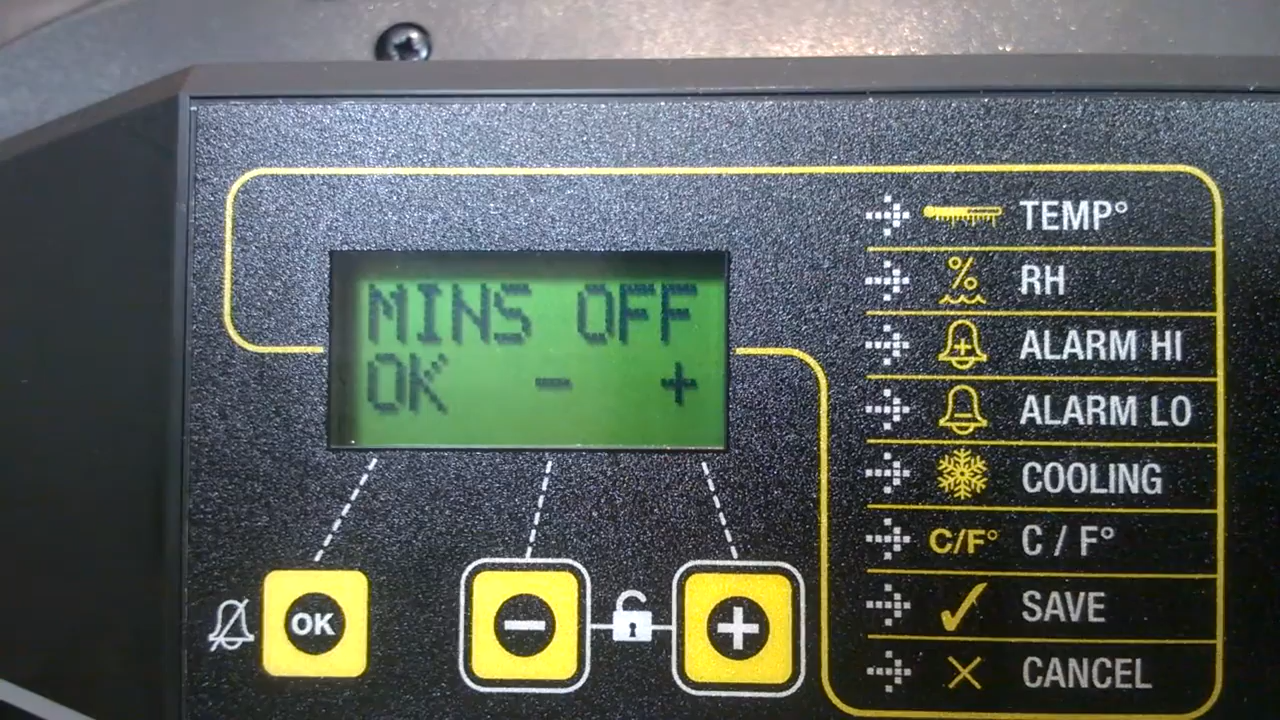 MINS OFF
OK - +
OK - +
TEMP°
% RH
ALARM HI
ALARM LO
COOLING
C/F° C / F°
SAVE
CANCEL